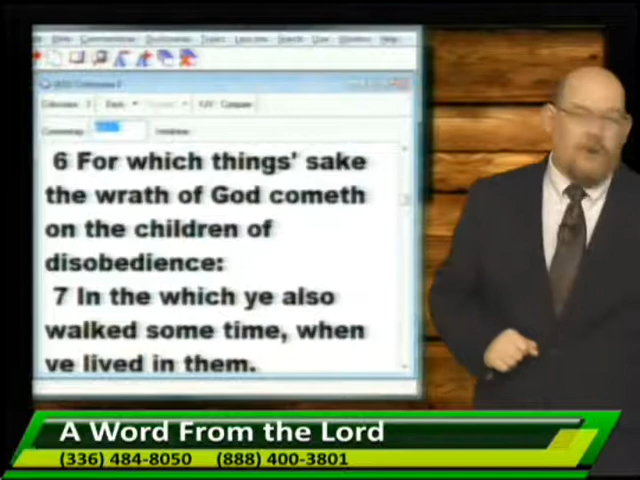 6 For which things' sake
the wrath of God cometh
on the children of
disobedience:
7 In the which ye also
walked some time, when
ye lived in them.
A Word From the Lord
(336) 484-8050 (888) 400-3801